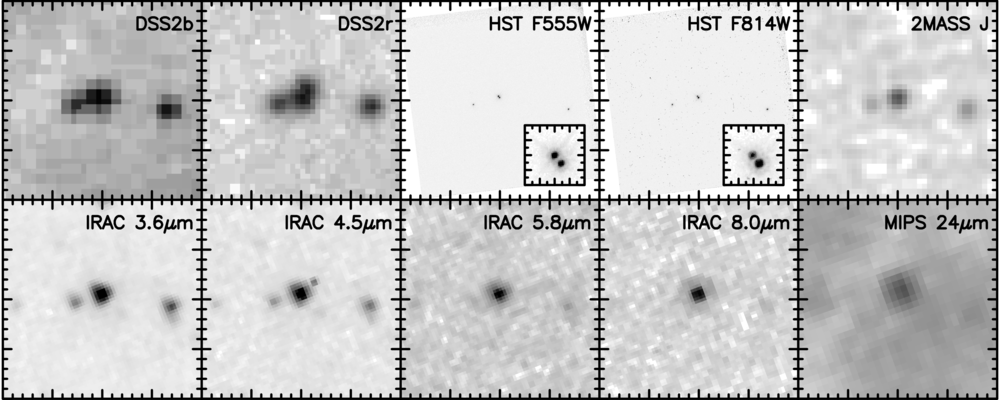 DSS2b
DSS2r
HST F555W
HST F814W
2MASS J
IRAC 3.6μm
IRAC 4.5μm
IRAC 5.8μm
IRAC 8.0μm
MIPS 24μm